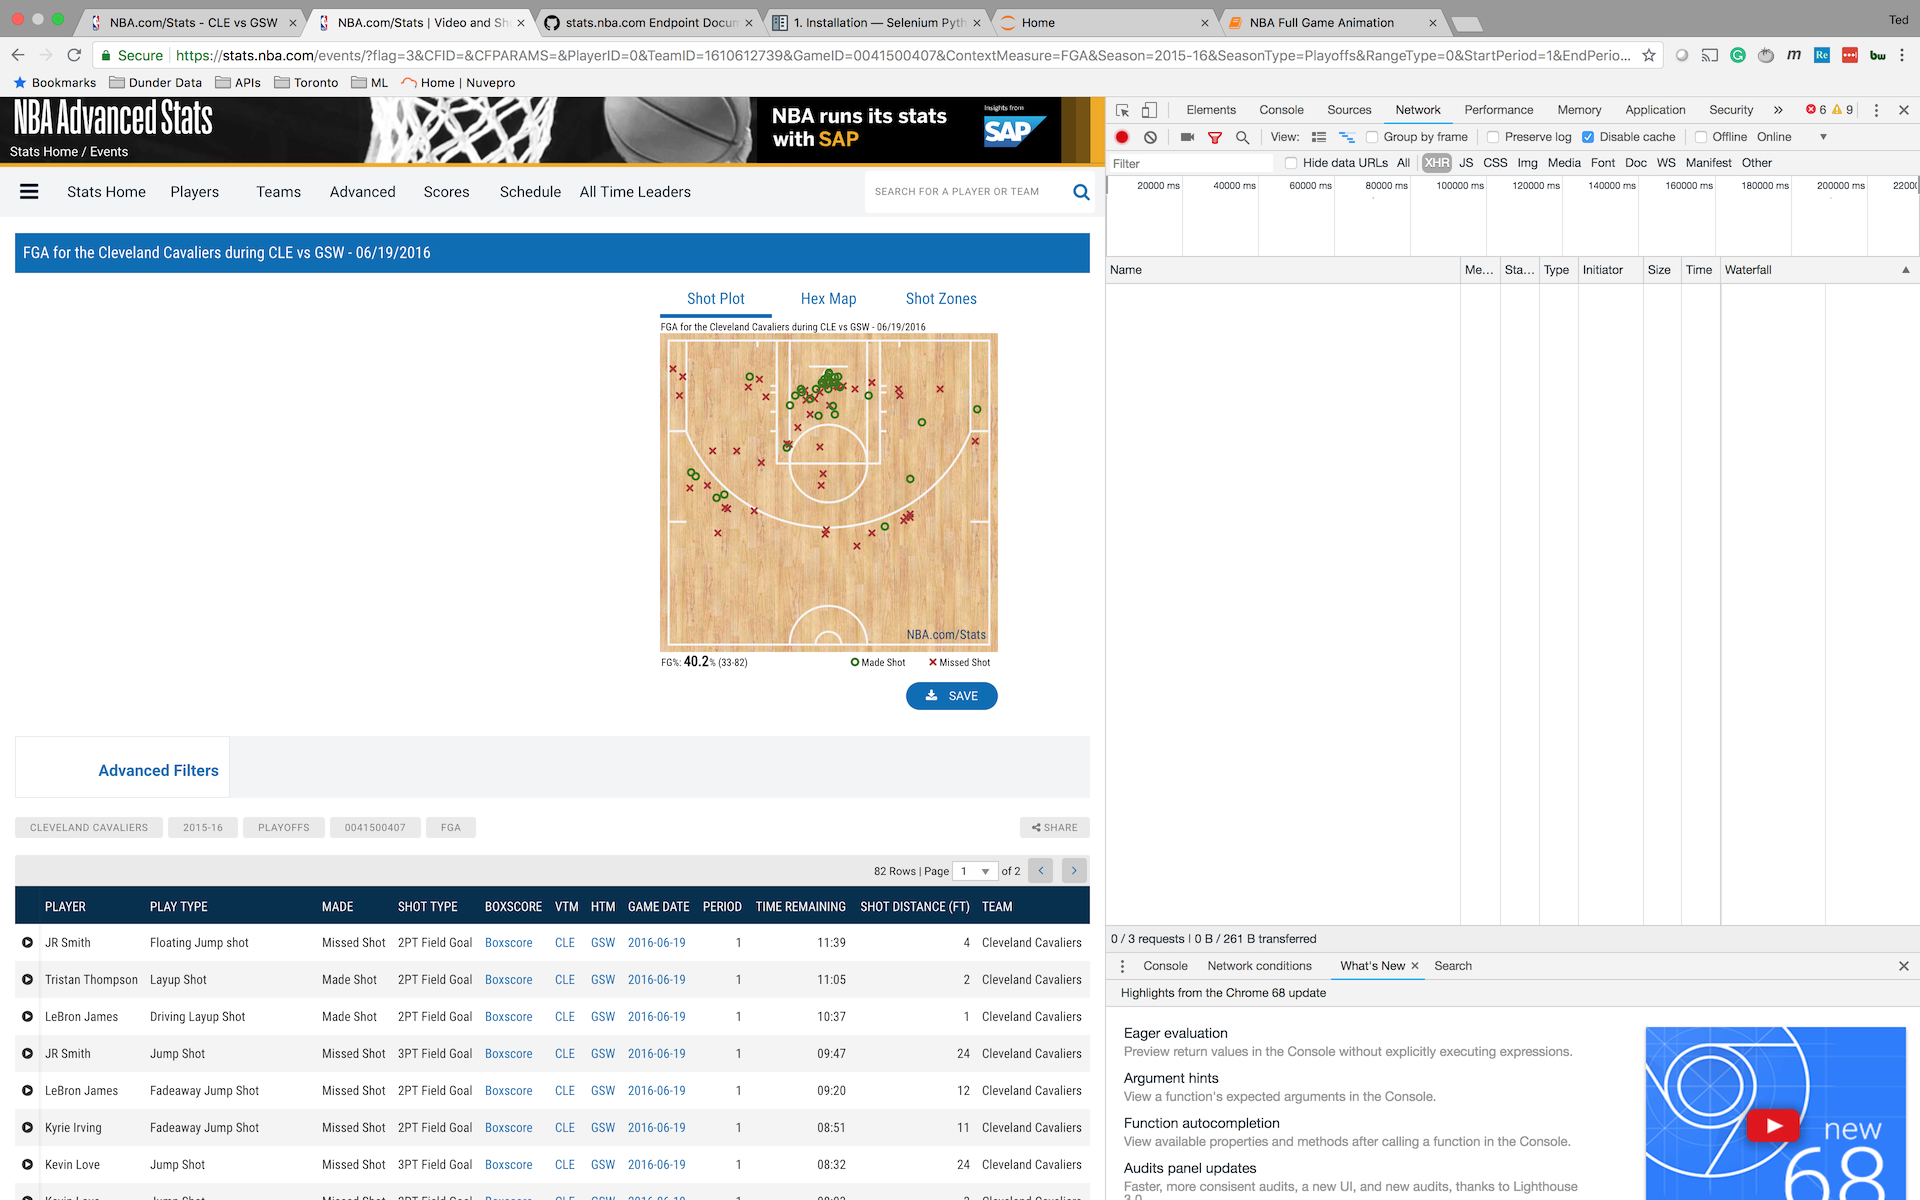 NBA.com/Stats - CLE vs GSW
NBA.com/Stats | Video and Sh
stats.nba.com Endpoint Docum
1. Installation — Selenium Pyth
Home
NBA Full Game Animation
Ted
Secure
https://stats.nba.com/events/?flag=3&CFID=&CFPARAMS=&PlayerID=0&TeamID=1610612739&GameID=0041500407&ContextMeasure=FGA&Season=2015-16&SeasonType=Playoffs&RangeType=0&StartPeriod=1&EndPerio...
m
Re
bw
Bookmarks
Dunder Data
APIs
Toronto
ML
Home | Nuvepro
NBA Advanced Stats
Stats Home / Events
NBA runs its stats
with SAP
Insights from
SAP
Stats Home
Players
Teams
Advanced
Scores
Schedule
All Time Leaders
SEARCH FOR A PLAYER OR TEAM
FGA for the Cleveland Cavaliers during CLE vs GSW - 06/19/2016
Shot Plot
Hex Map
Shot Zones
FGA for the Cleveland Cavaliers during CLE vs GSW - 06/19/2016
NBA.com/Stats
FG%: 40.2% (33-82)
Made Shot
Missed Shot
SAVE
Advanced Filters
CLEVELAND CAVALIERS
2015-16
PLAYOFFS
0041500407
FGA
SHARE
82 Rows | Page 1 of 2
PLAYER PLAY TYPE MADE SHOT TYPE BOXSCORE VTM HTM GAME DATE PERIOD TIME REMAINING SHOT DISTANCE (FT) TEAM
JR Smith Floating Jump shot Missed Shot 2PT Field Goal Boxscore CLE GSW 2016-06-19 1 11:39 4 Cleveland Cavaliers
Tristan Thompson Layup Shot Made Shot 2PT Field Goal Boxscore CLE GSW 2016-06-19 1 11:05 2 Cleveland Cavaliers
LeBron James Driving Layup Shot Made Shot 2PT Field Goal Boxscore CLE GSW 2016-06-19 1 10:37 1 Cleveland Cavaliers
JR Smith Jump Shot Missed Shot 3PT Field Goal Boxscore CLE GSW 2016-06-19 1 09:47 24 Cleveland Cavaliers
LeBron James Fadeaway Jump Shot Missed Shot 2PT Field Goal Boxscore CLE GSW 2016-06-19 1 09:20 12 Cleveland Cavaliers
Kyrie Irving Fadeaway Jump Shot Missed Shot 2PT Field Goal Boxscore CLE GSW 2016-06-19 1 08:51 11 Cleveland Cavaliers
Kevin Love Jump Shot Missed Shot 3PT Field Goal Boxscore CLE GSW 2016-06-19 1 08:32 24 Cleveland Cavaliers
Elements Console Sources Network Performance Memory Application Security » 6 9
View: Group by frame Preserve log Disable cache Offline Online
Filter Hide data URLs All XHR JS CSS Img Media Font Doc WS Manifest Other
20000 ms 40000 ms 60000 ms 80000 ms 100000 ms 120000 ms 140000 ms 160000 ms 180000 ms 200000 ms 2200
Name Me... Sta... Type Initiator Size Time Waterfall
0 / 3 requests | 0 B / 261 B transferred
Console Network conditions What's New Search
Highlights from the Chrome 68 update
Eager evaluation
Preview return values in the Console without explicitly executing expressions.
Argument hints
View a function's expected arguments in the Console.
Function autocompletion
View available properties and methods after calling a function in the Console.
Audits panel updates
Faster, more consisent audits, a new UI, and new audits, thanks to Lighthouse
3.0
new
68